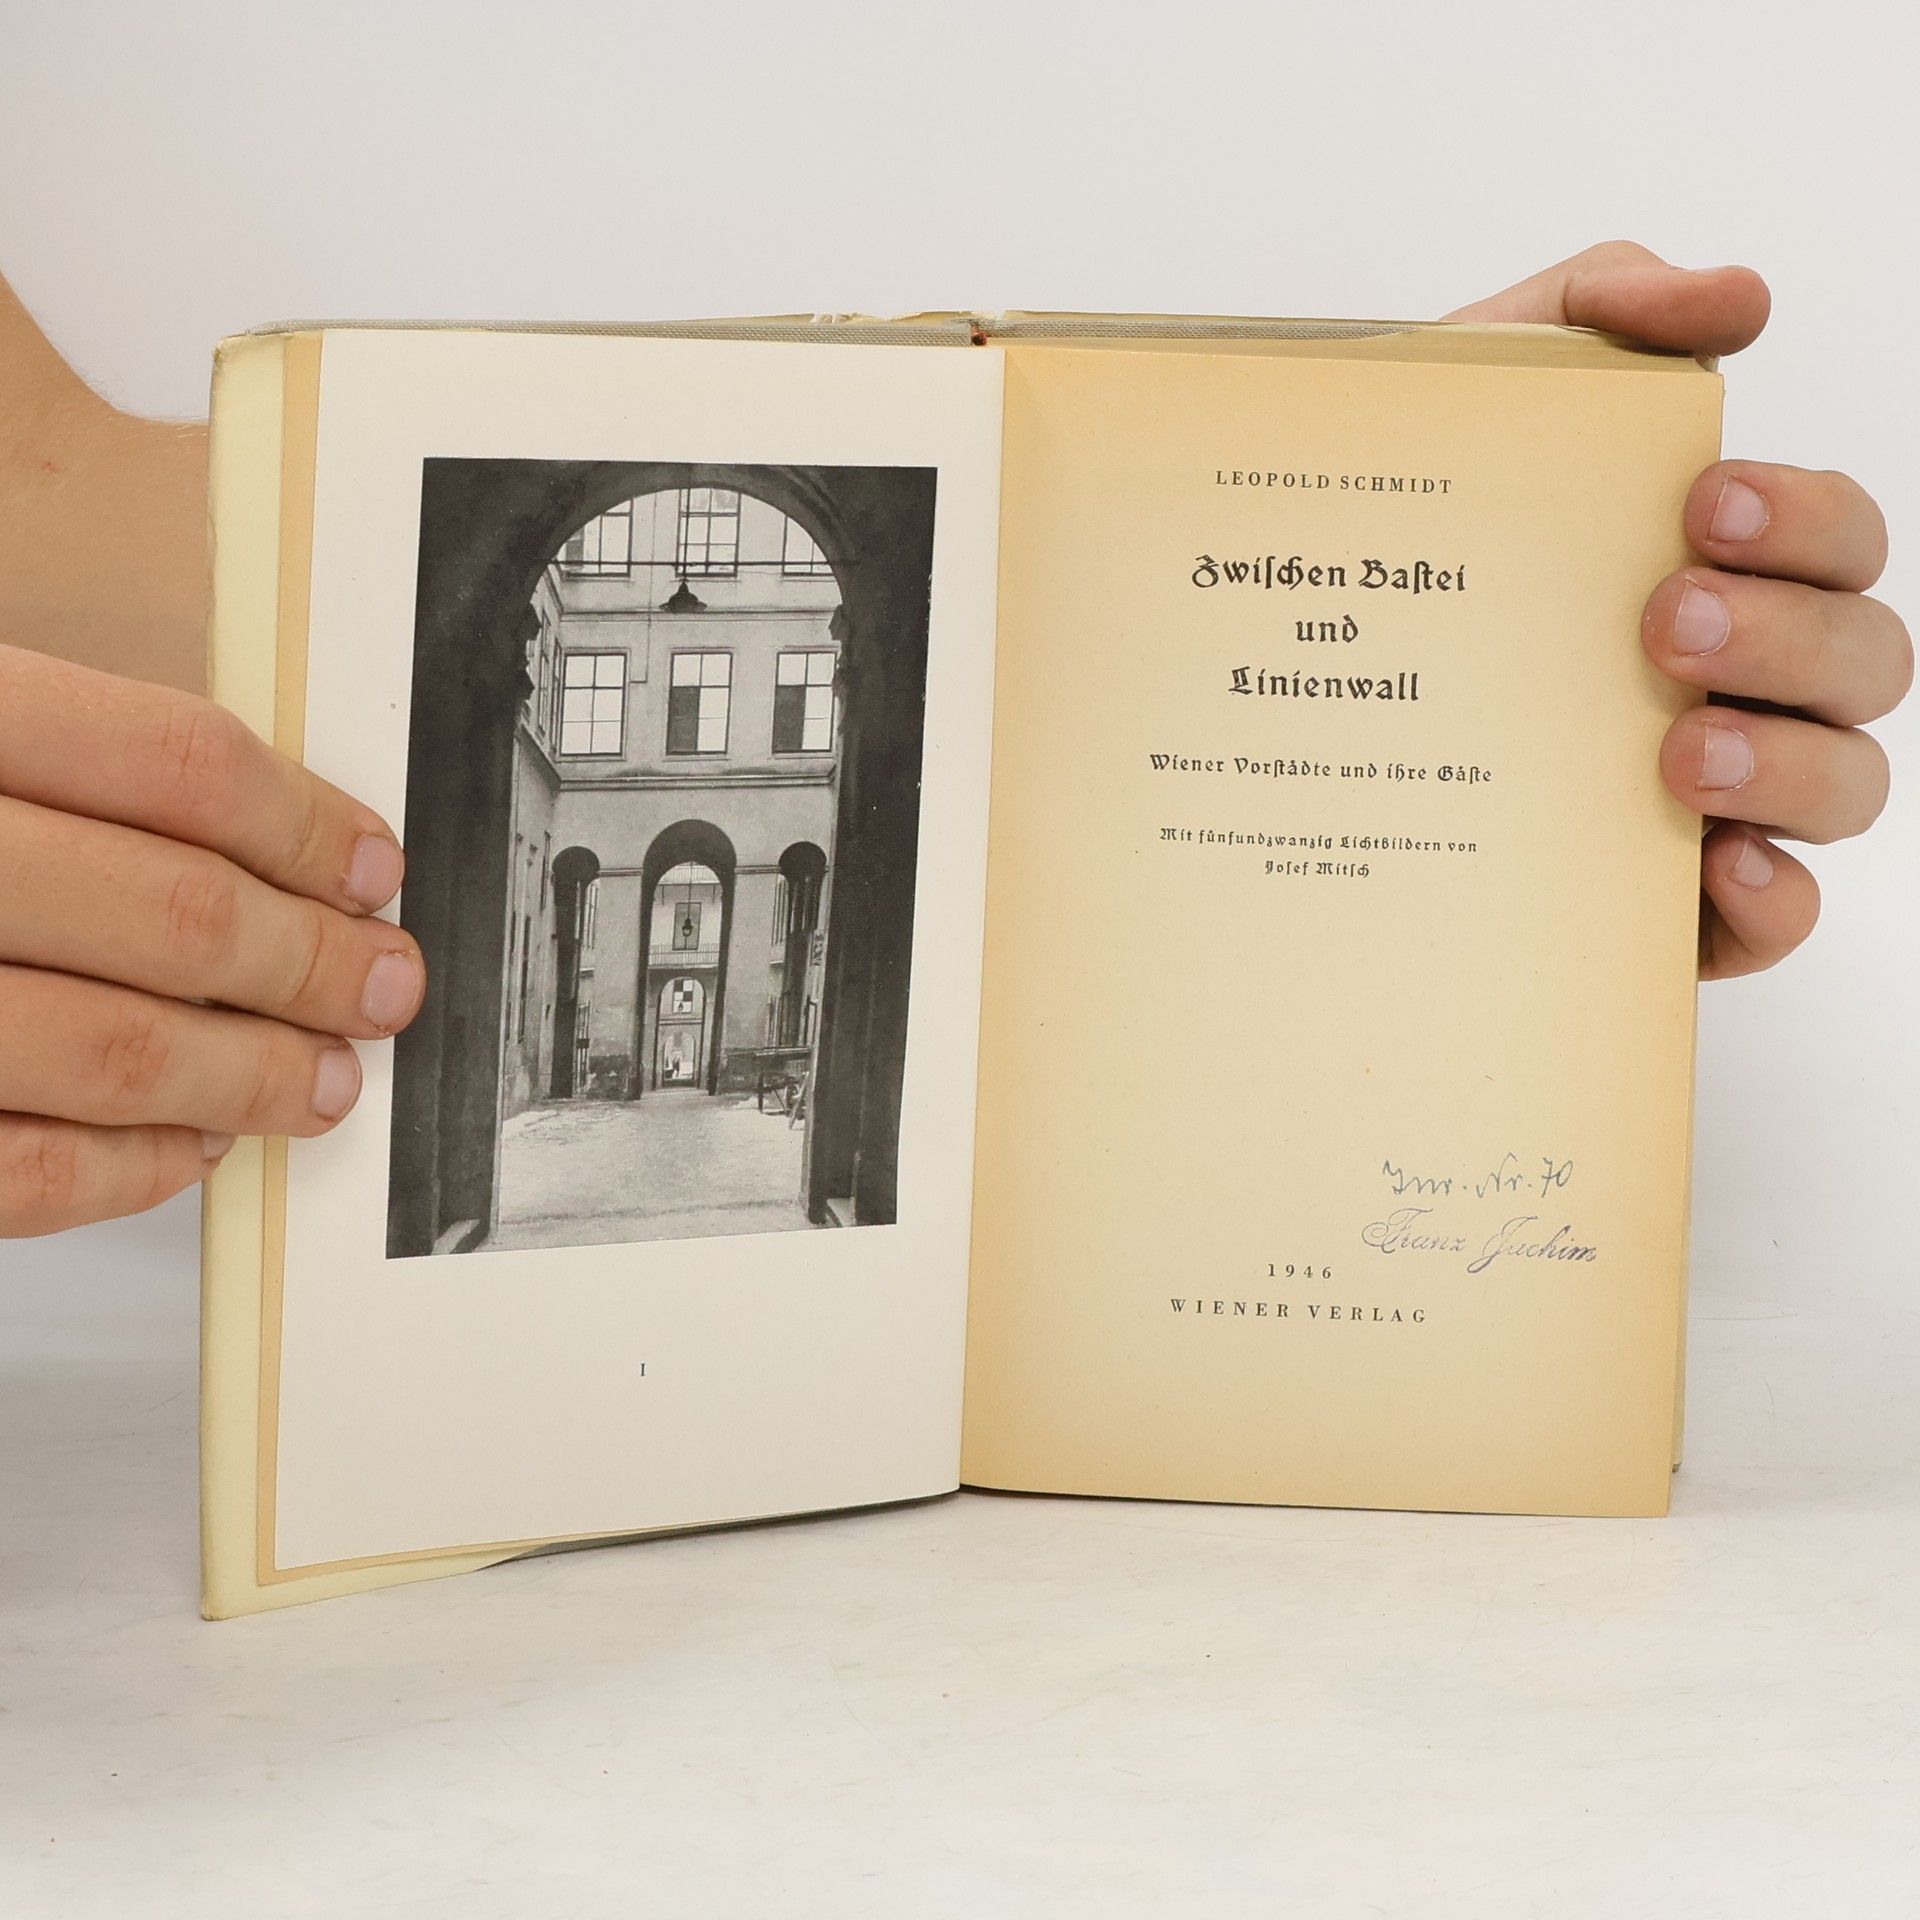 I
LEOPOLD SCHMIDT
Zwiſchen Baſtei
und
Linienwall
Wiener Vorſtädte und ihre Gäſte
Mit fünfundzwanzig Lichtbildern von
Joſef Mitſch
Inv. Nr. 70
Franz Jachim
1946
WIENER VERLAG